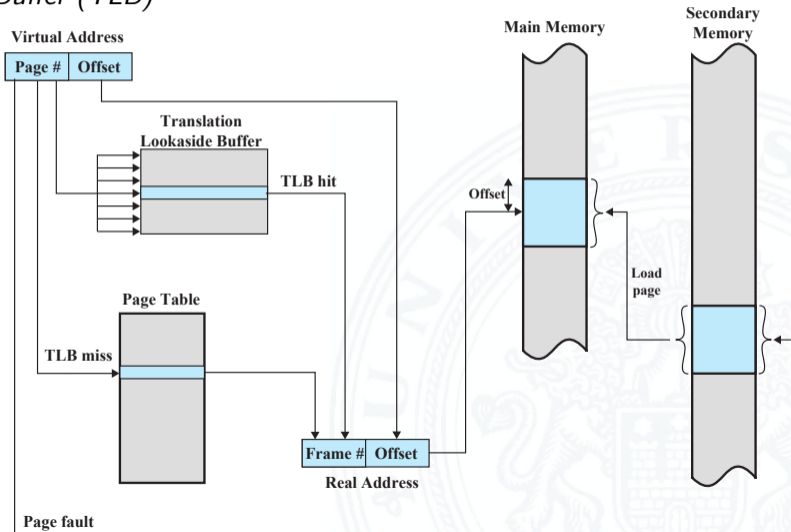 Buffer (TLB)
Virtual Address
Page #
Offset
Translation
Lookaside Buffer
TLB hit
Page Table
TLB miss
Frame #
Offset
Real Address
Page fault
Main Memory
Offset
Load
page
Secondary
Memory
UNIVERS